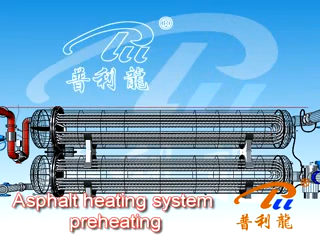 普利龍
Asphalt heating system
preheating
普利龍